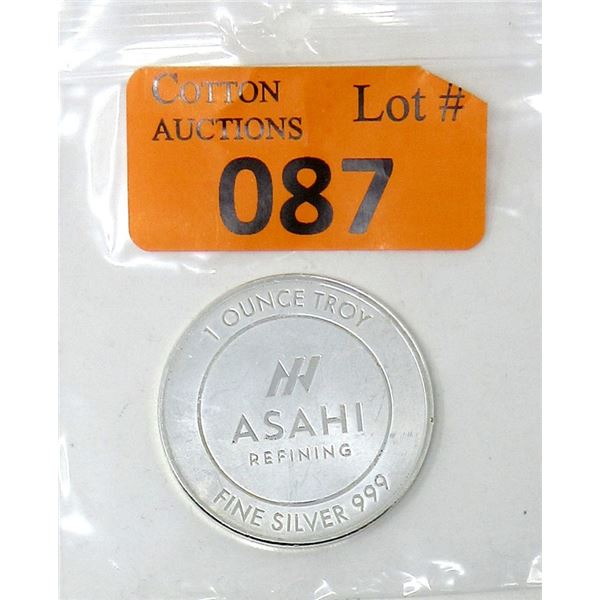 COTTON
AUCTIONS
Lot #
087
1 OUNCE TROY
ASAHI
REFINING
FINE SILVER 999